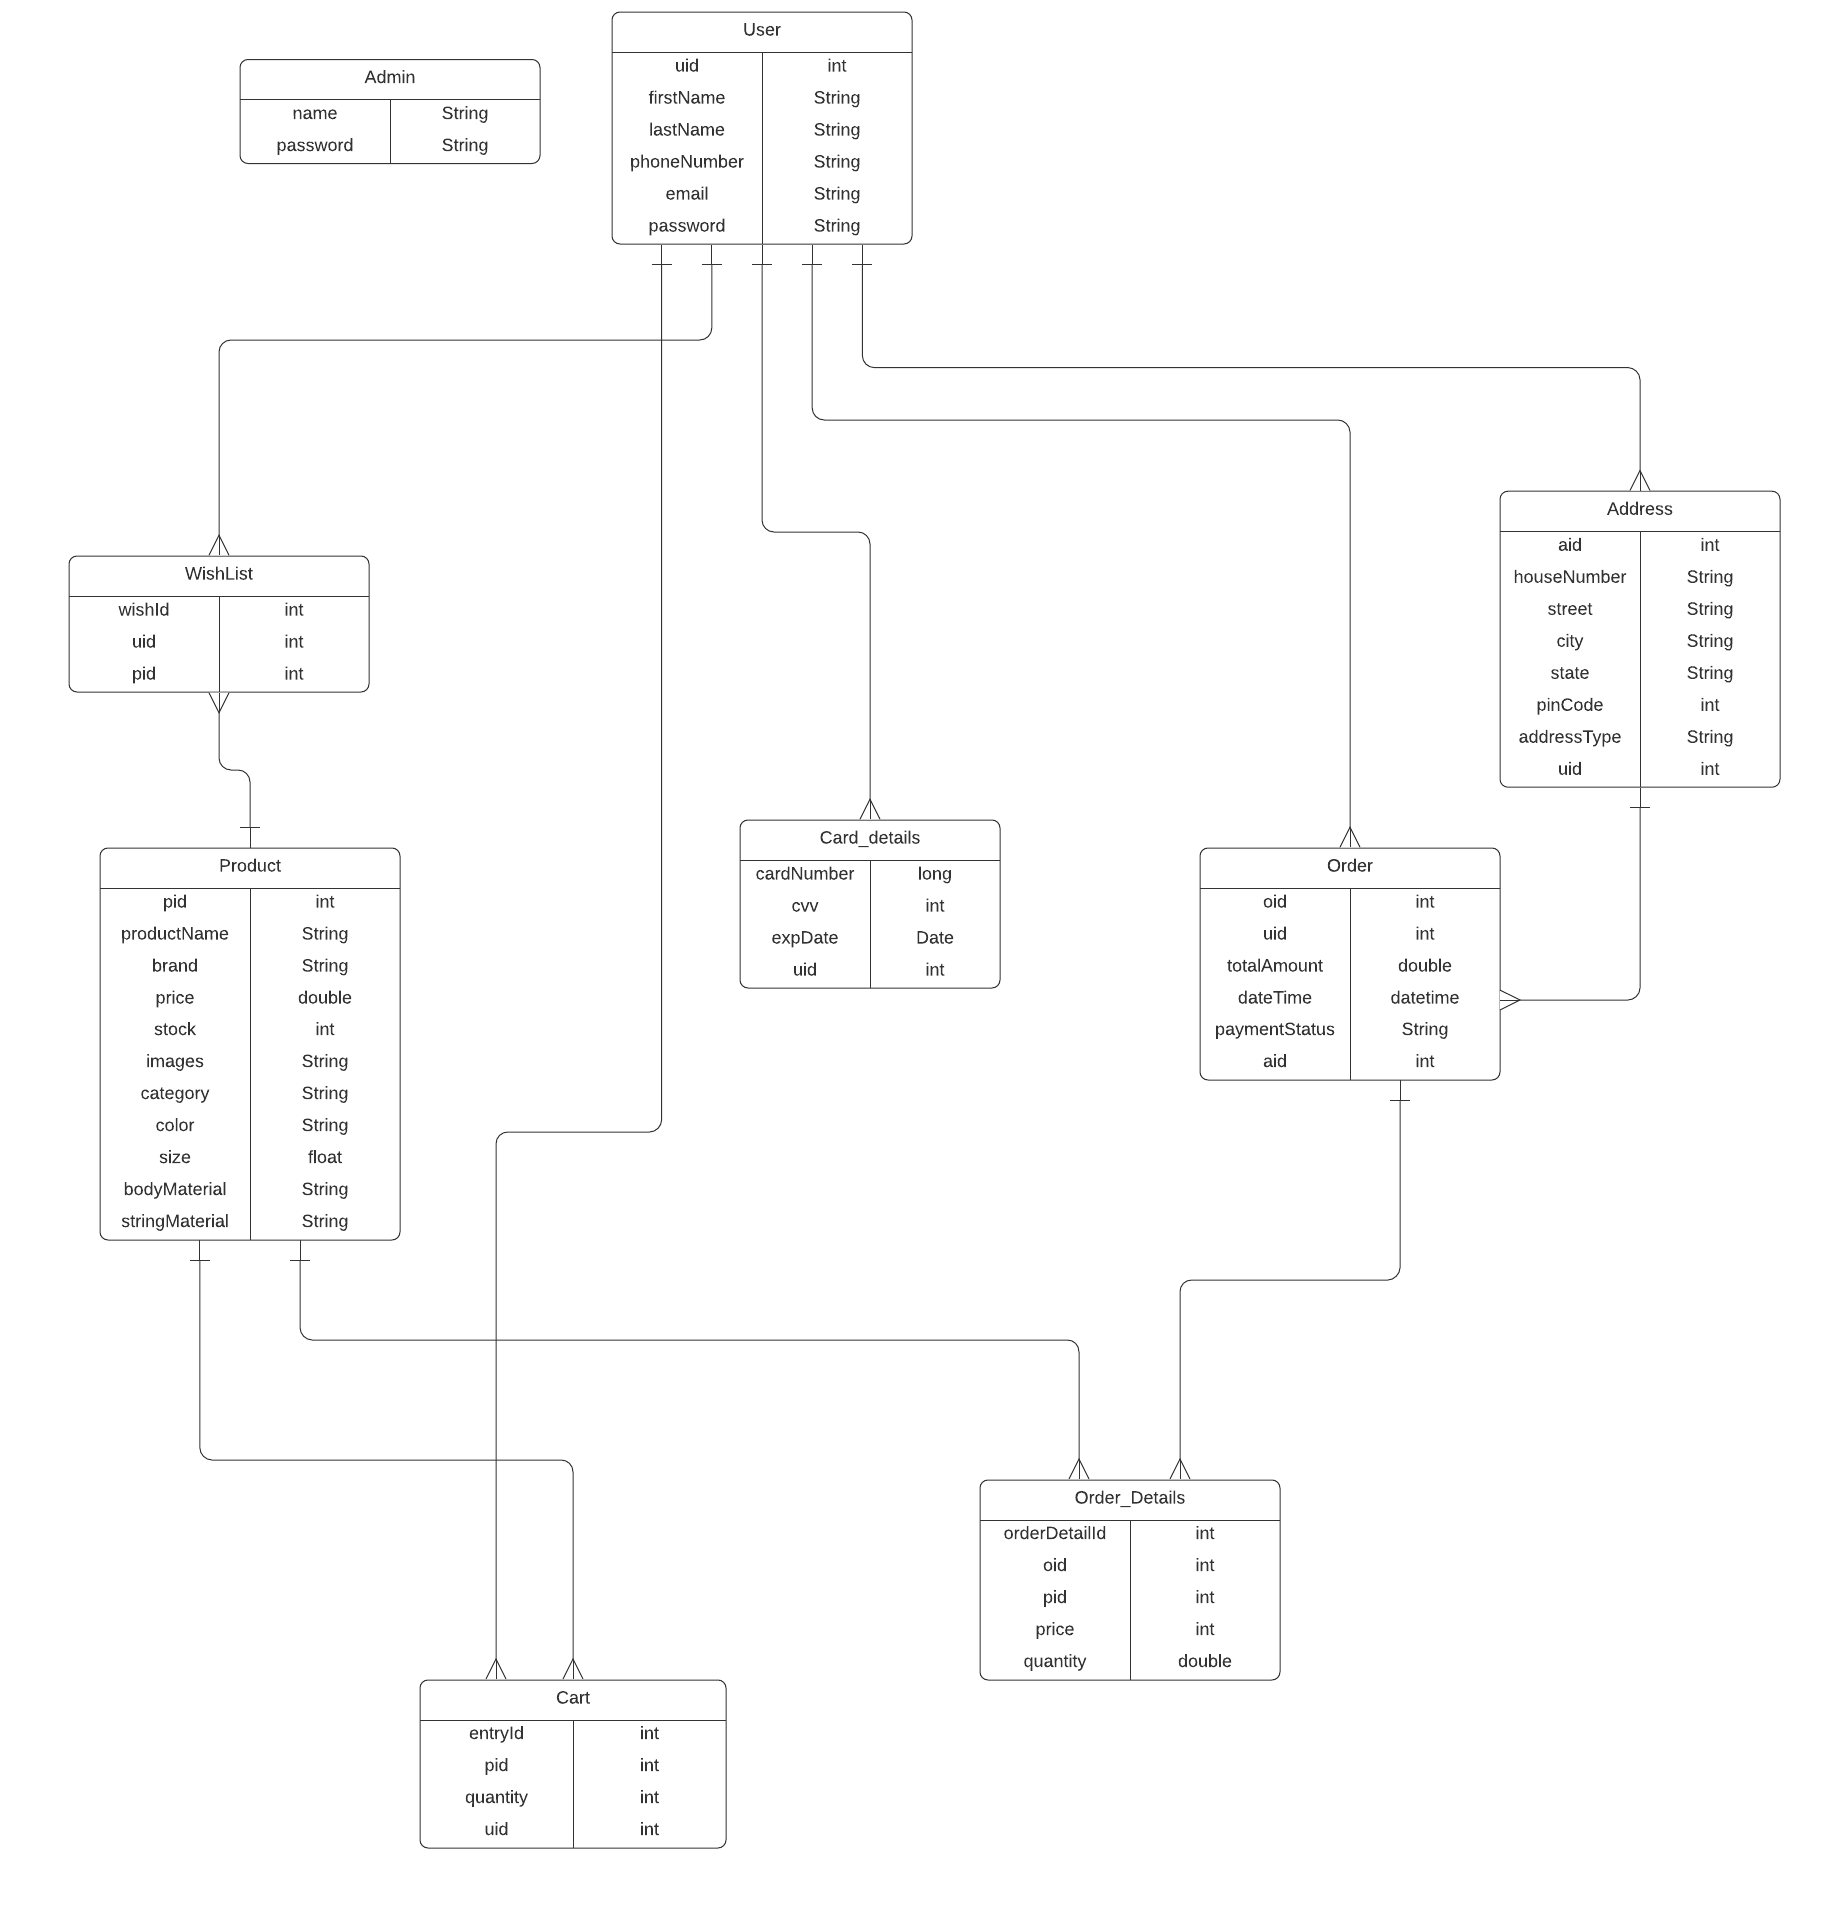 User
uid int
firstName String
lastName String
phoneNumber String
email String
password String
Admin
name String
password String
Address
aid int
houseNumber String
street String
city String
state String
pinCode int
addressType String
uid int
WishList
wishId int
uid int
pid int
Card_details
cardNumber long
cvv int
expDate Date
uid int
Product
pid int
productName String
brand String
price double
stock int
images String
category String
color String
size float
bodyMaterial String
stringMaterial String
Order
oid int
uid int
totalAmount double
dateTime datetime
paymentStatus String
aid int
Order_Details
orderDetailId int
oid int
pid int
price int
quantity double
Cart
entryId int
pid int
quantity int
uid int